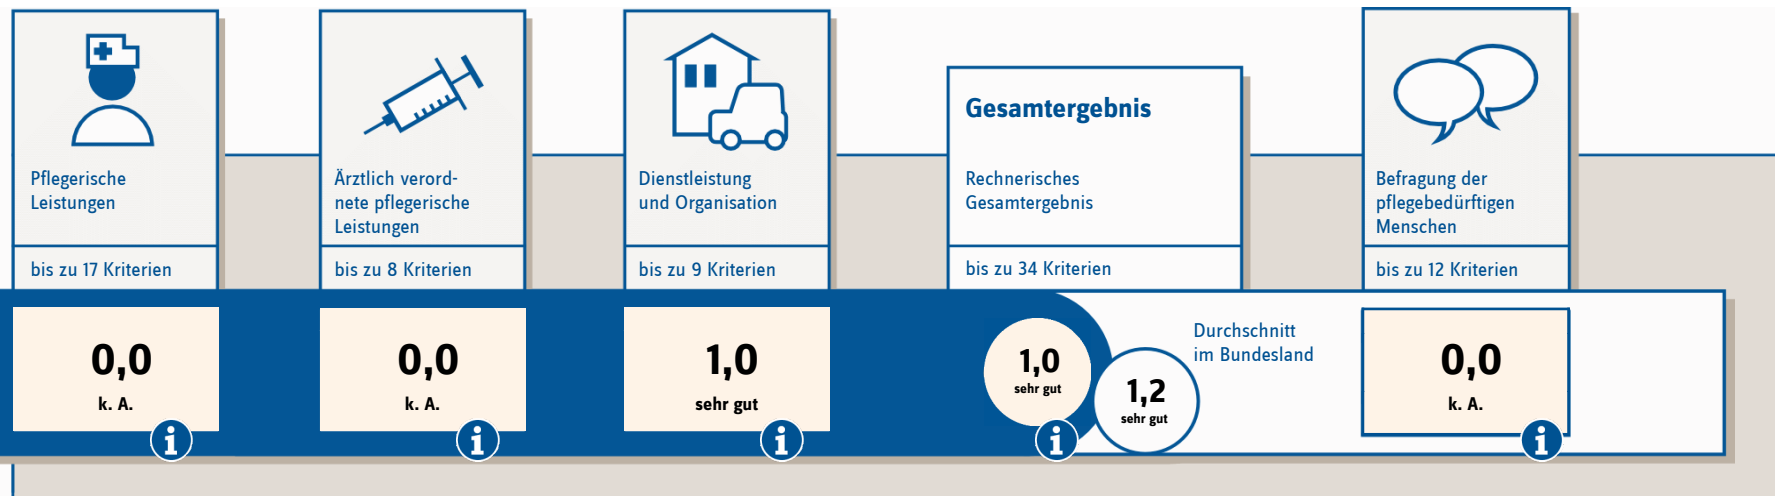 Pflegerische
Leistungen
bis zu 17 Kriterien
0,0
k. A.
i
Ärztlich verord-
nete pflegerische
Leistungen
bis zu 8 Kriterien
0,0
k. A.
i
Dienstleistung
und Organisation
bis zu 9 Kriterien
1,0
sehr gut
i
Gesamtergebnis
Rechnerisches
Gesamtergebnis
bis zu 34 Kriterien
1,0
sehr gut
i
1,2
sehr gut
Durchschnitt
im Bundesland
Befragung der
pflegebedürftigen
Menschen
bis zu 12 Kriterien
0,0
k. A.
i